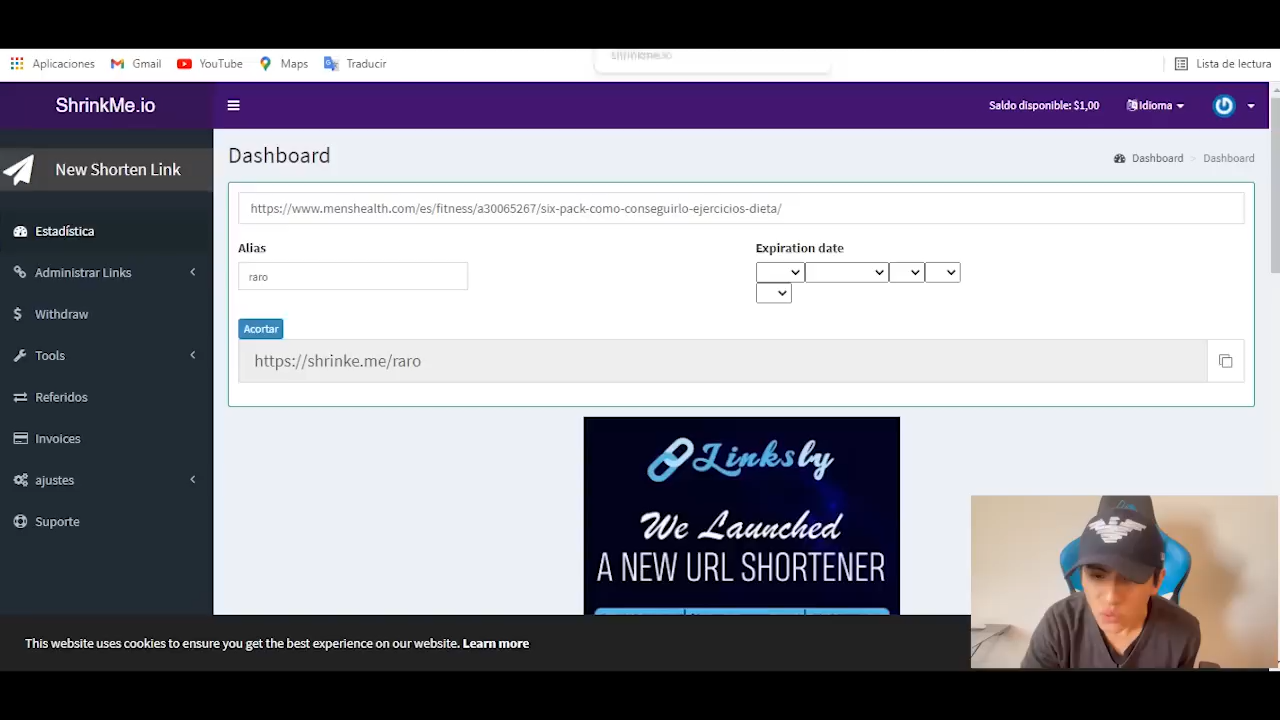 Aplicaciones Gmail YouTube Maps Traducir shrinkme.io Lista de lectura
ShrinkMe.io Saldo disponible: $1,00 Idioma
New Shorten Link
Dashboard Dashboard > Dashboard
https://www.menshealth.com/es/fitness/a30065267/six-pack-como-conseguirlo-ejercicios-dieta/
Estadística
Alias Expiration date
Administrar Links
raro
Withdraw
Acortar
Tools
https://shrinke.me/raro
Referidos
Invoices
Linksly
ajustes
We Launched
Suporte
A NEW URL SHORTENER
This website uses cookies to ensure you get the best experience on our website. Learn more